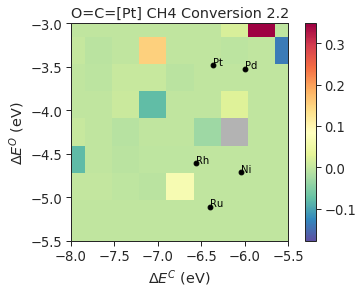 O=C=[Pt] CH4 Conversion 2.2
−3.0
−3.5
−4.0
−4.5
−5.0
−5.5
ΔE^O (eV)
Pt
Pd
Rh
Ni
Ru
−8.0 −7.5 −7.0 −6.5 −6.0 −5.5
ΔE^C (eV)
0.3
0.2
0.1
0.0
−0.1